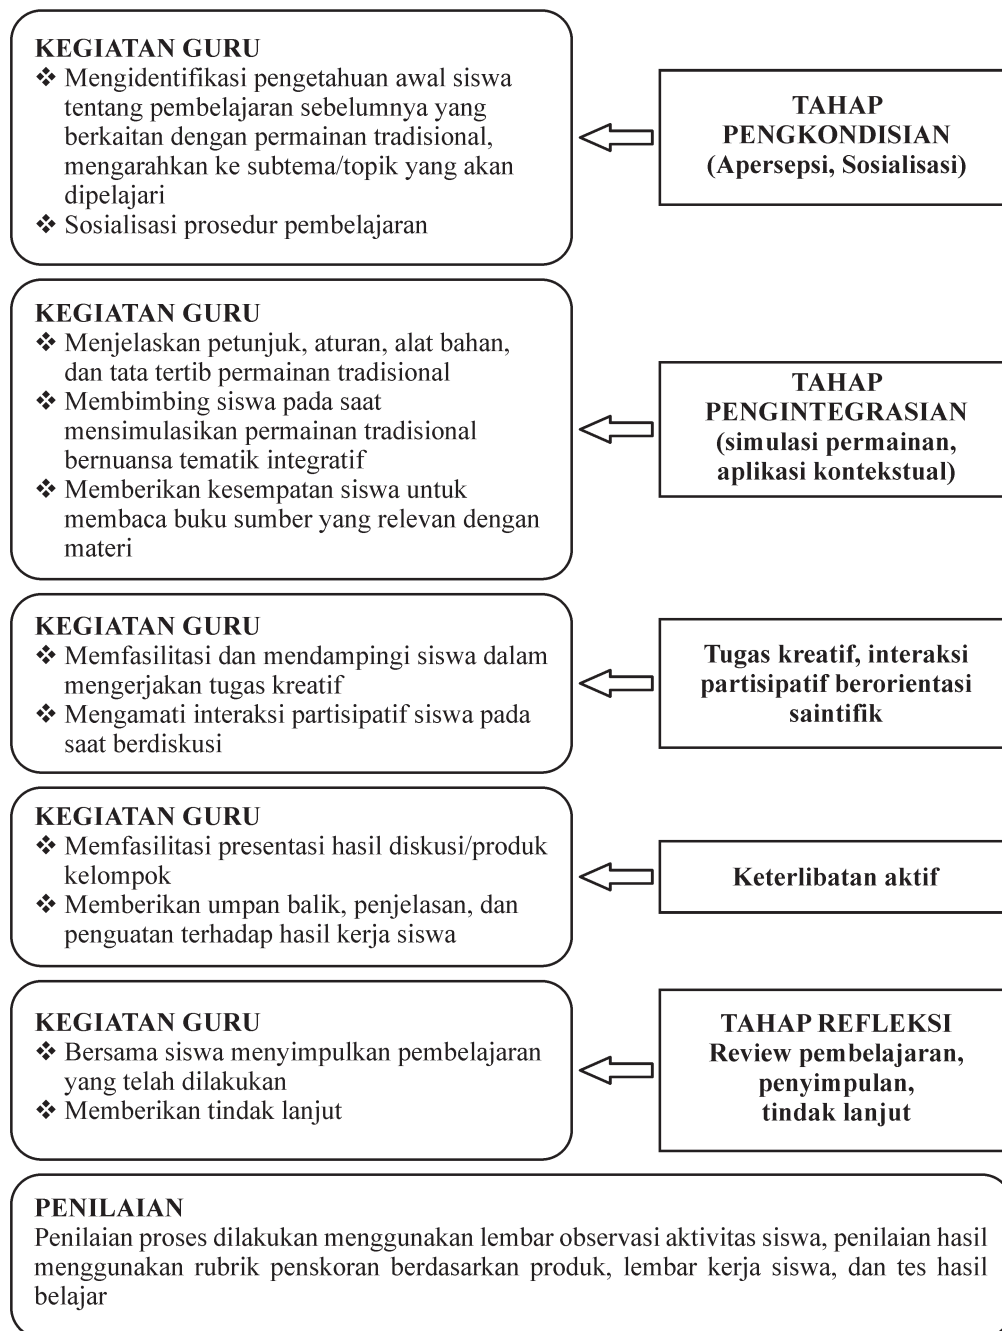 KEGIATAN GURU
❖ Mengidentifikasi pengetahuan awal siswa
tentang pembelajaran sebelumnya yang
berkaitan dengan permainan tradisional,
mengarahkan ke subtema/topik yang akan
dipelajari
❖ Sosialisasi prosedur pembelajaran
TAHAP
PENGKONDISIAN
(Apersepsi, Sosialisasi)
KEGIATAN GURU
❖ Menjelaskan petunjuk, aturan, alat bahan,
dan tata tertib permainan tradisional
❖ Membimbing siswa pada saat
mensimulasikan permainan tradisional
bernuansa tematik integratif
❖ Memberikan kesempatan siswa untuk
membaca buku sumber yang relevan dengan
materi
TAHAP
PENGINTEGRASIAN
(simulasi permainan,
aplikasi kontekstual)
KEGIATAN GURU
❖ Memfasilitasi dan mendampingi siswa dalam
mengerjakan tugas kreatif
❖ Mengamati interaksi partisipatif siswa pada
saat berdiskusi
Tugas kreatif, interaksi
partisipatif berorientasi
saintifik
KEGIATAN GURU
❖ Memfasilitasi presentasi hasil diskusi/produk
kelompok
❖ Memberikan umpan balik, penjelasan, dan
penguatan terhadap hasil kerja siswa
Keterlibatan aktif
KEGIATAN GURU
❖ Bersama siswa menyimpulkan pembelajaran
yang telah dilakukan
❖ Memberikan tindak lanjut
TAHAP REFLEKSI
Review pembelajaran,
penyimpulan,
tindak lanjut
PENILAIAN
Penilaian proses dilakukan menggunakan lembar observasi aktivitas siswa, penilaian hasil
menggunakan rubrik penskoran berdasarkan produk, lembar kerja siswa, dan tes hasil
belajar